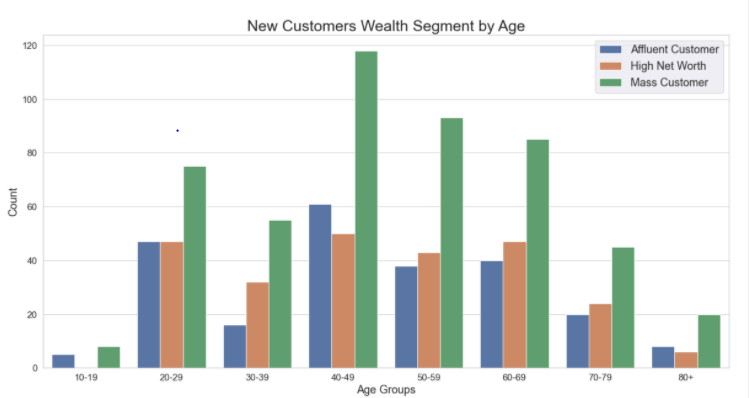 New Customers Wealth Segment by Age
Affluent Customer
High Net Worth
Mass Customer
120
100
80
60
40
20
0
Count
10-19 20-29 30-39 40-49 50-59 60-69 70-79 80+
Age Groups